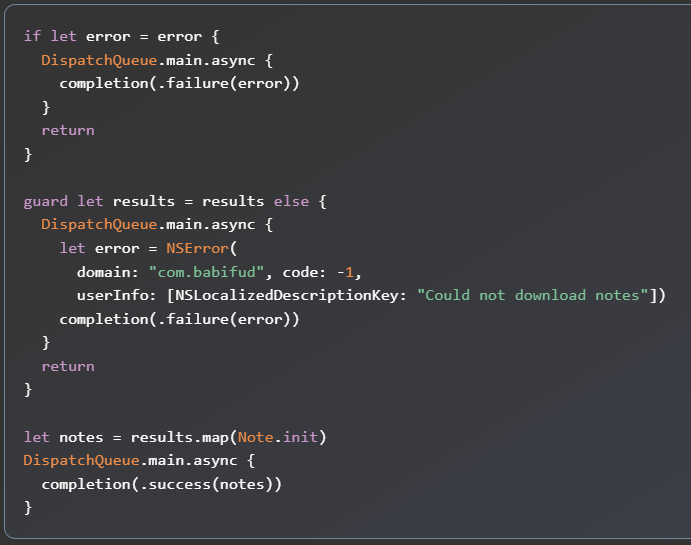 if let error = error {
  DispatchQueue.main.async {
    completion(.failure(error))
  }
  return
}

guard let results = results else {
  DispatchQueue.main.async {
    let error = NSError(
      domain: "com.babifud", code: -1,
      userInfo: [NSLocalizedDescriptionKey: "Could not download notes"])
    completion(.failure(error))
  }
  return
}

let notes = results.map(Note.init)
DispatchQueue.main.async {
  completion(.success(notes))
}